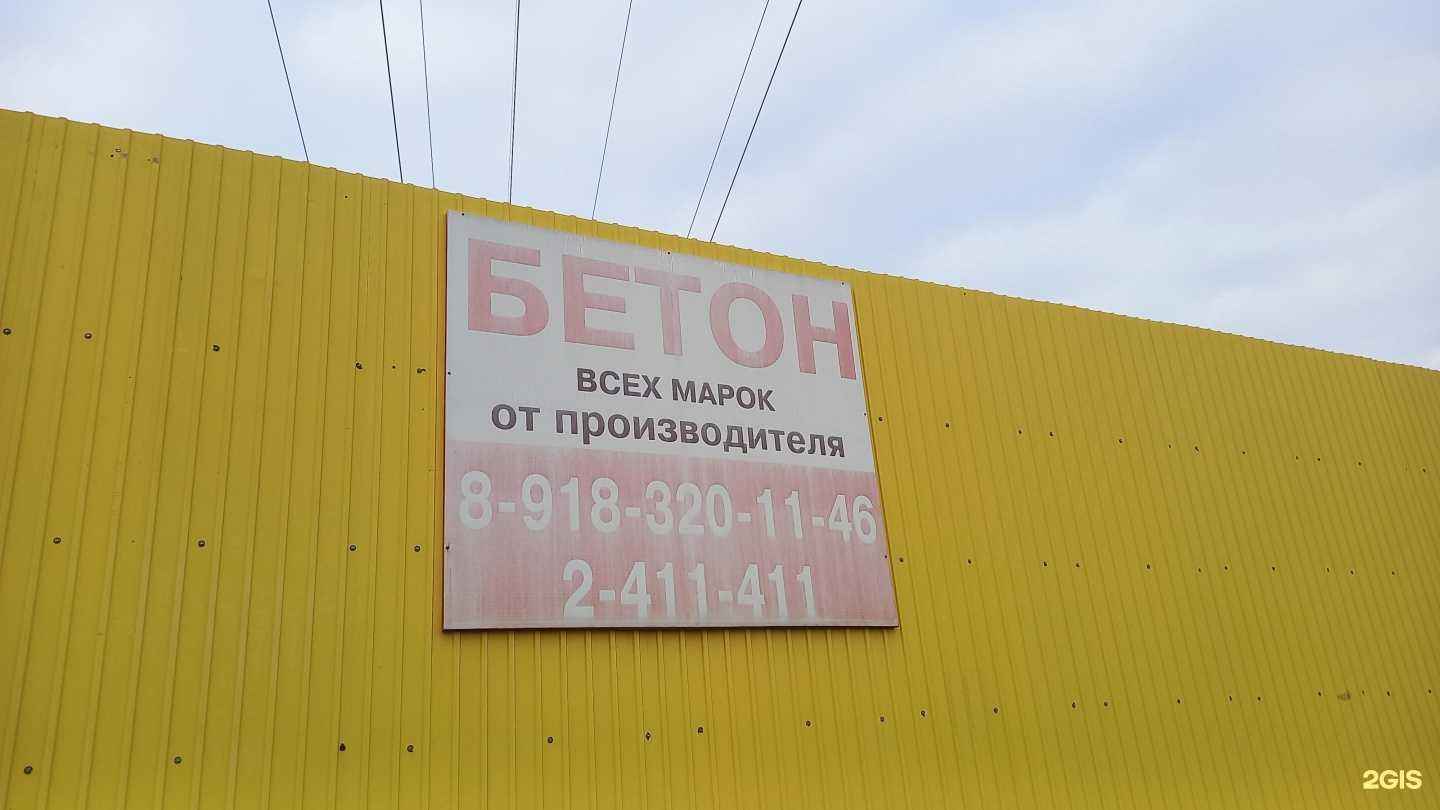 БЕТОН
ВСЕХ МАРОК
от производителя
8-918-320-11-46
2-411-411
2GIS